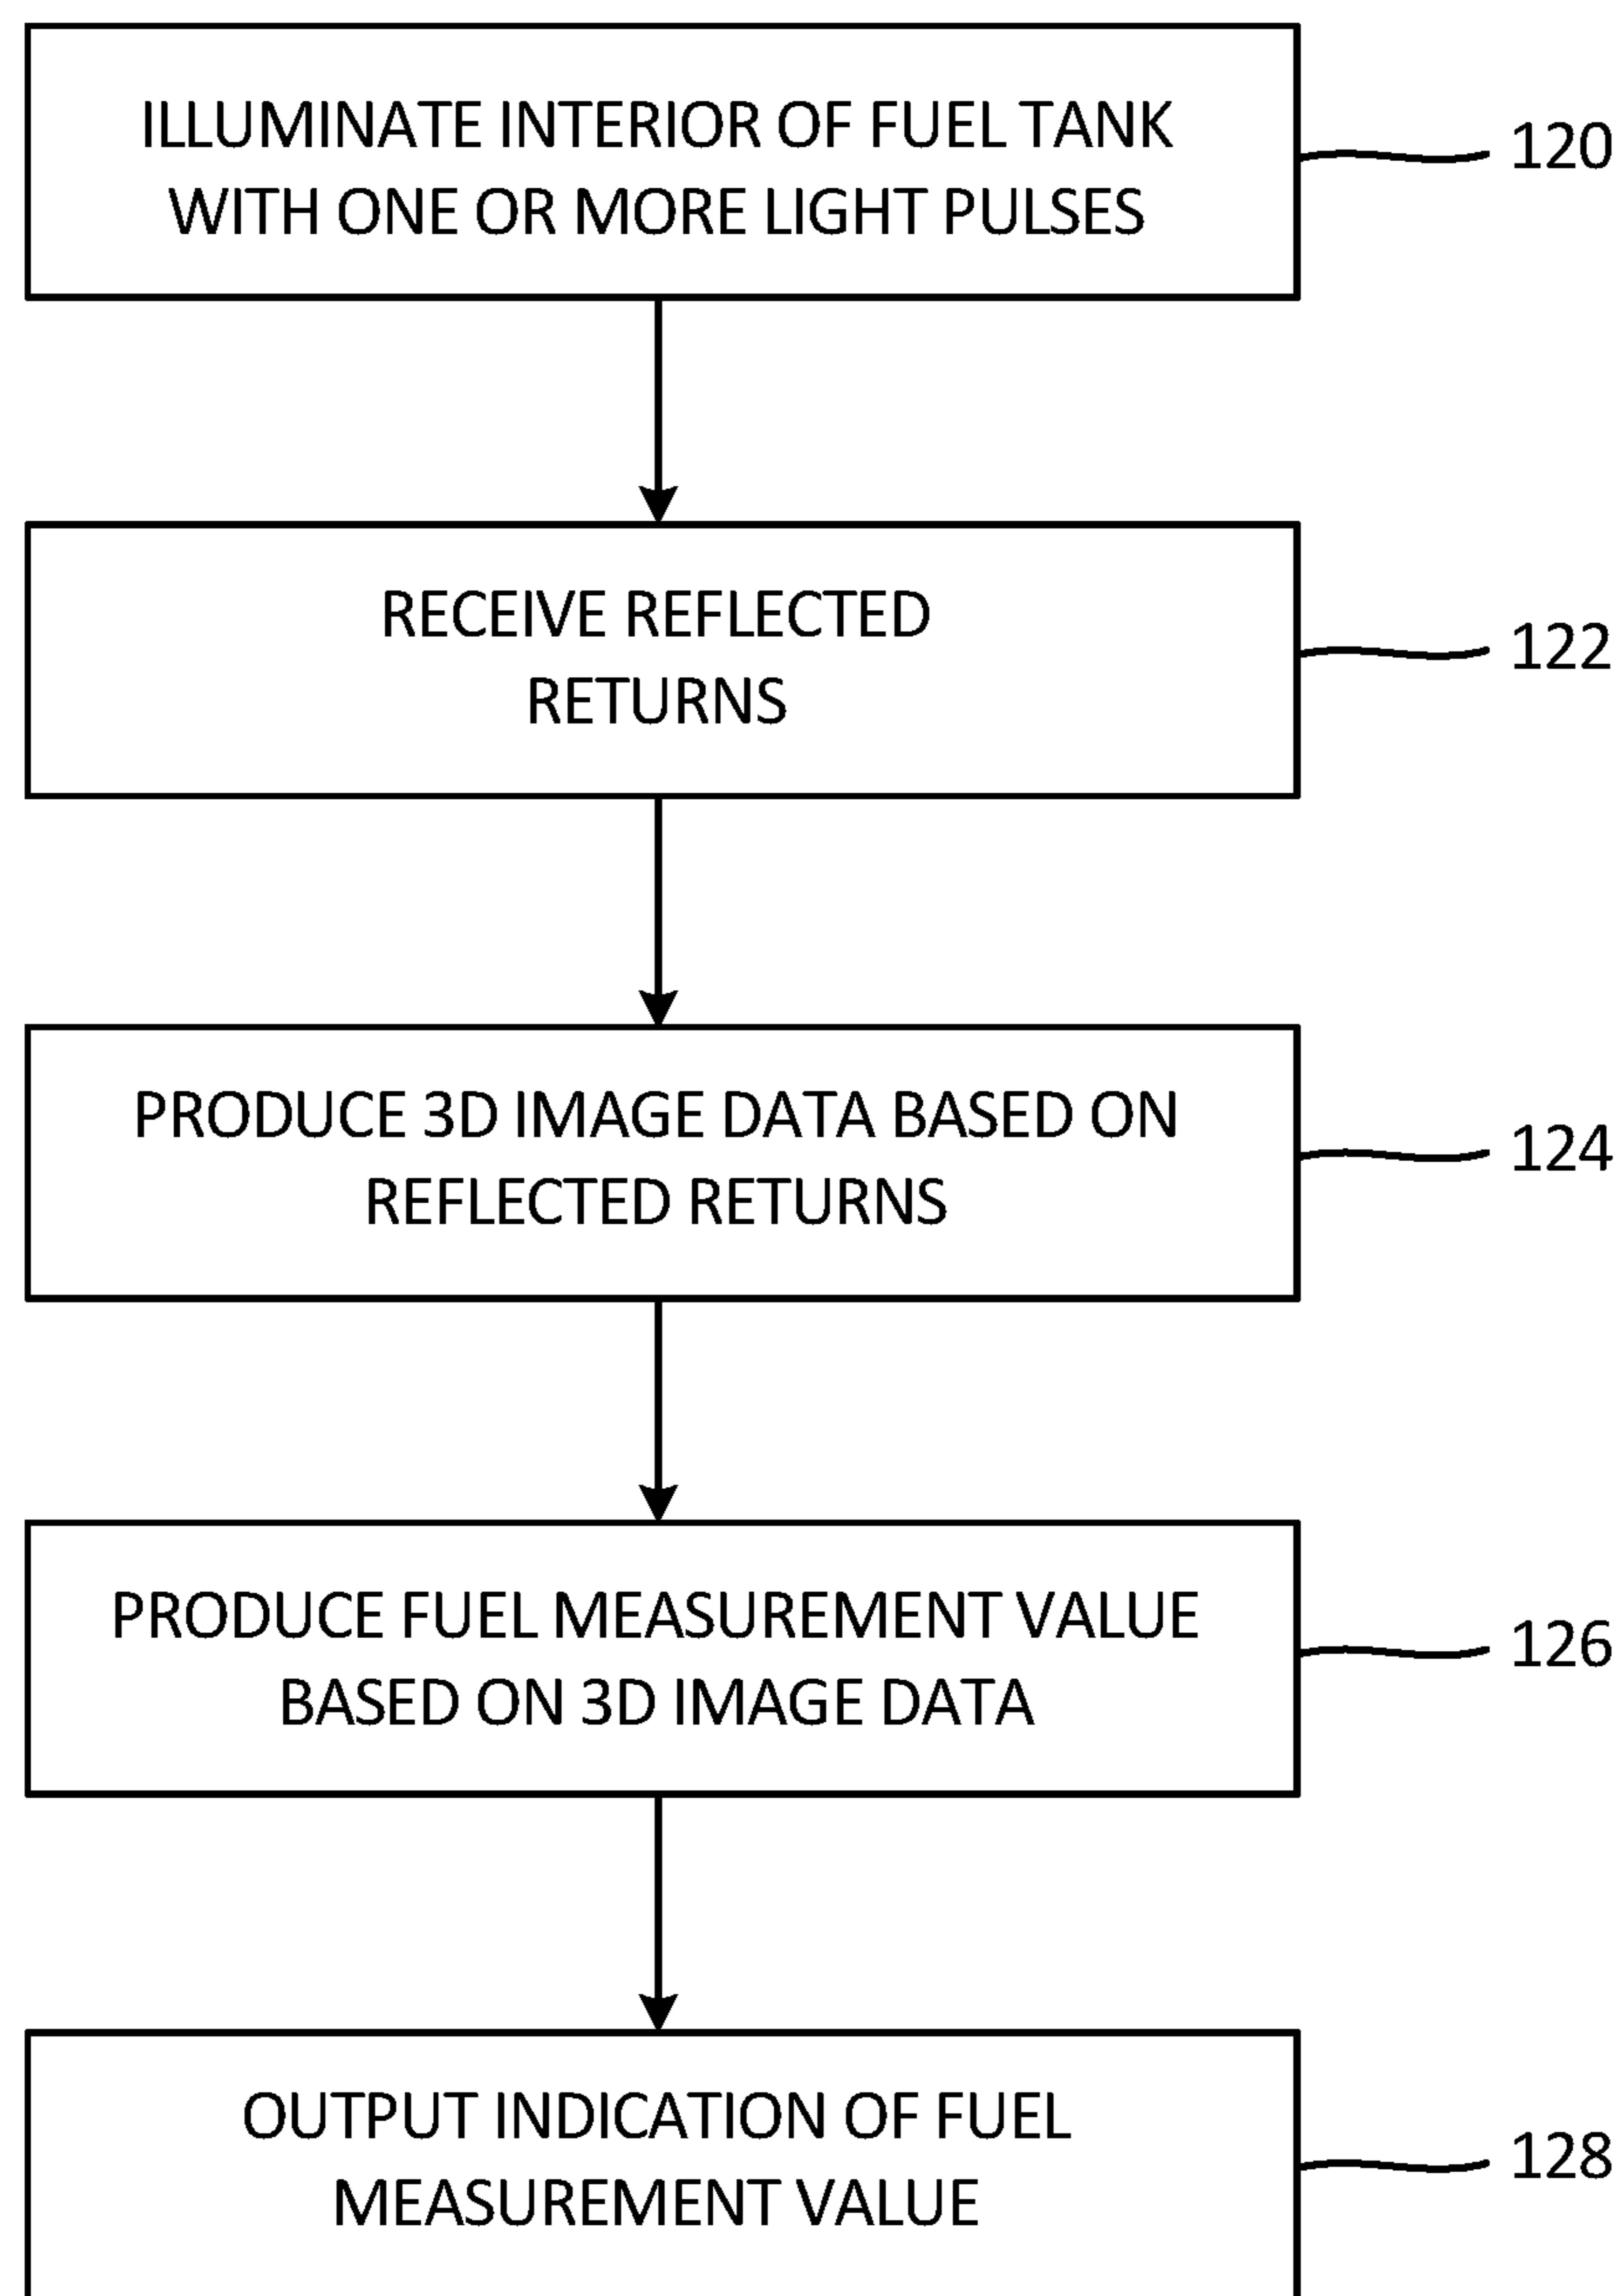 ILLUMINATE INTERIOR OF FUEL TANK
WITH ONE OR MORE LIGHT PULSES
120
RECEIVE REFLECTED
RETURNS
122
PRODUCE 3D IMAGE DATA BASED ON
REFLECTED RETURNS
124
PRODUCE FUEL MEASUREMENT VALUE
BASED ON 3D IMAGE DATA
126
OUTPUT INDICATION OF FUEL
MEASUREMENT VALUE
128